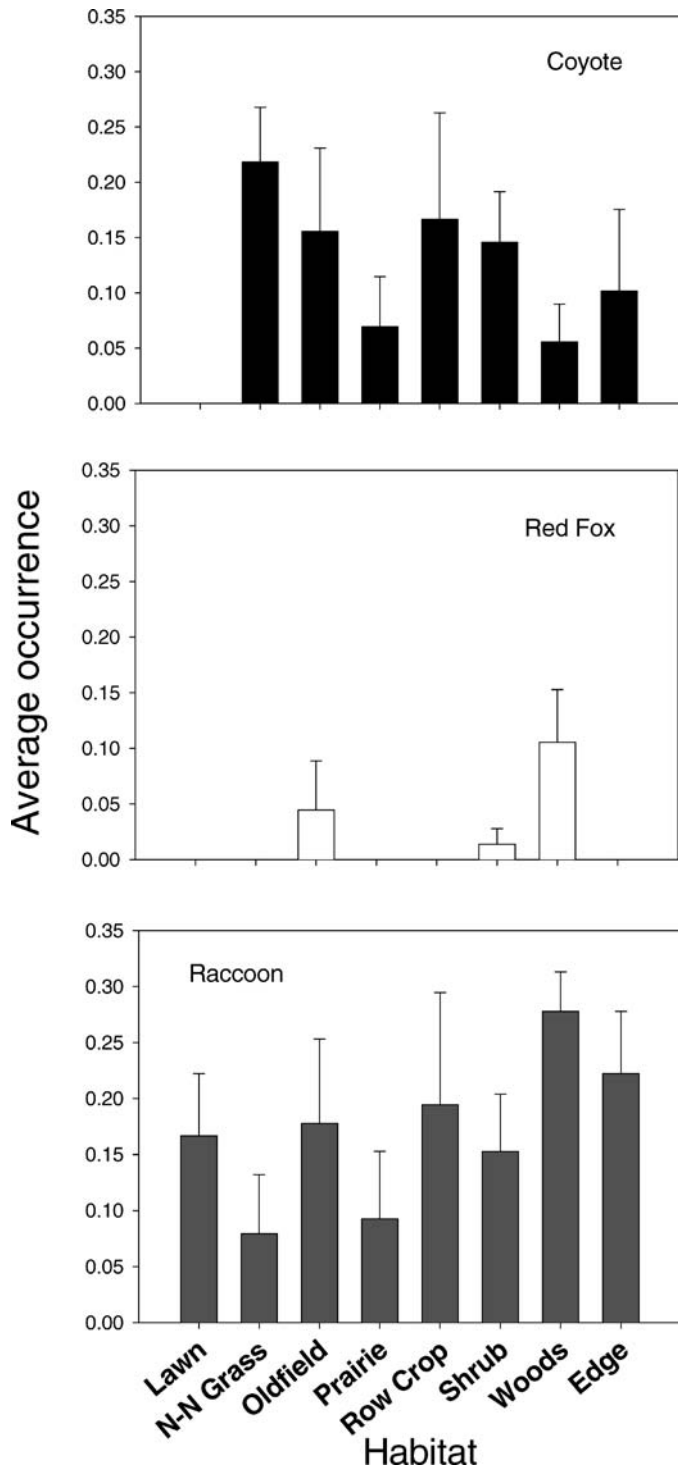 Coyote
0.35
0.30
0.25
0.20
0.15
0.10
0.05
0.00
Red Fox
0.35
0.30
0.25
0.20
0.15
0.10
0.05
0.00
Average occurrence
Raccoon
0.35
0.30
0.25
0.20
0.15
0.10
0.05
0.00
Lawn
N-N Grass
Oldfield
Prairie
Row Crop
Shrub
Woods
Edge
Habitat